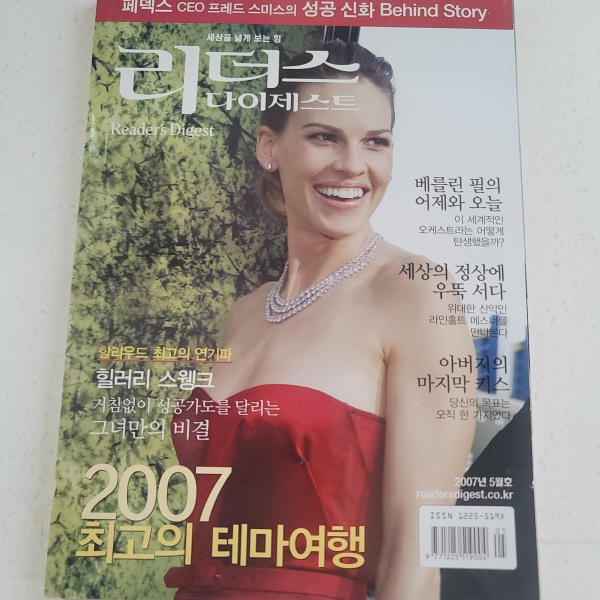 페덱스 CEO 프레드 스미스의 성공 신화 Behind Story
세상을 넓게 보는 힘
리더스
다이제스트
Reader's Digest
베를린 필의
어제와 오늘
이 세계적인
오케스트라는 어떻게
탄생했을까?
세상의 정상에
우뚝 서다
위대한 산악인
라인홀트 메스너를
만나본다
아버지의
마지막 키스
당신의 목표는
오직 한 가지였다
할리우드 최고의 연기파
힐러리 스웽크
거침없이 성공가도를 달리는
그녀만의 비결
2007
최고의 테마여행
2007년 5월호
readersdigest.co.kr
ISSN 1225-519X
05
9 771225 519004